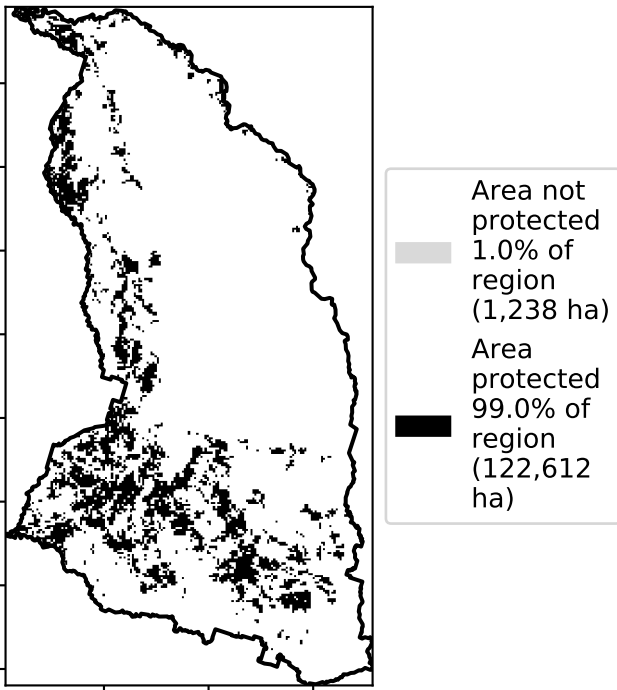 Area not
protected
1.0% of
region
(1,238 ha)
Area
protected
99.0% of
region
(122,612
ha)